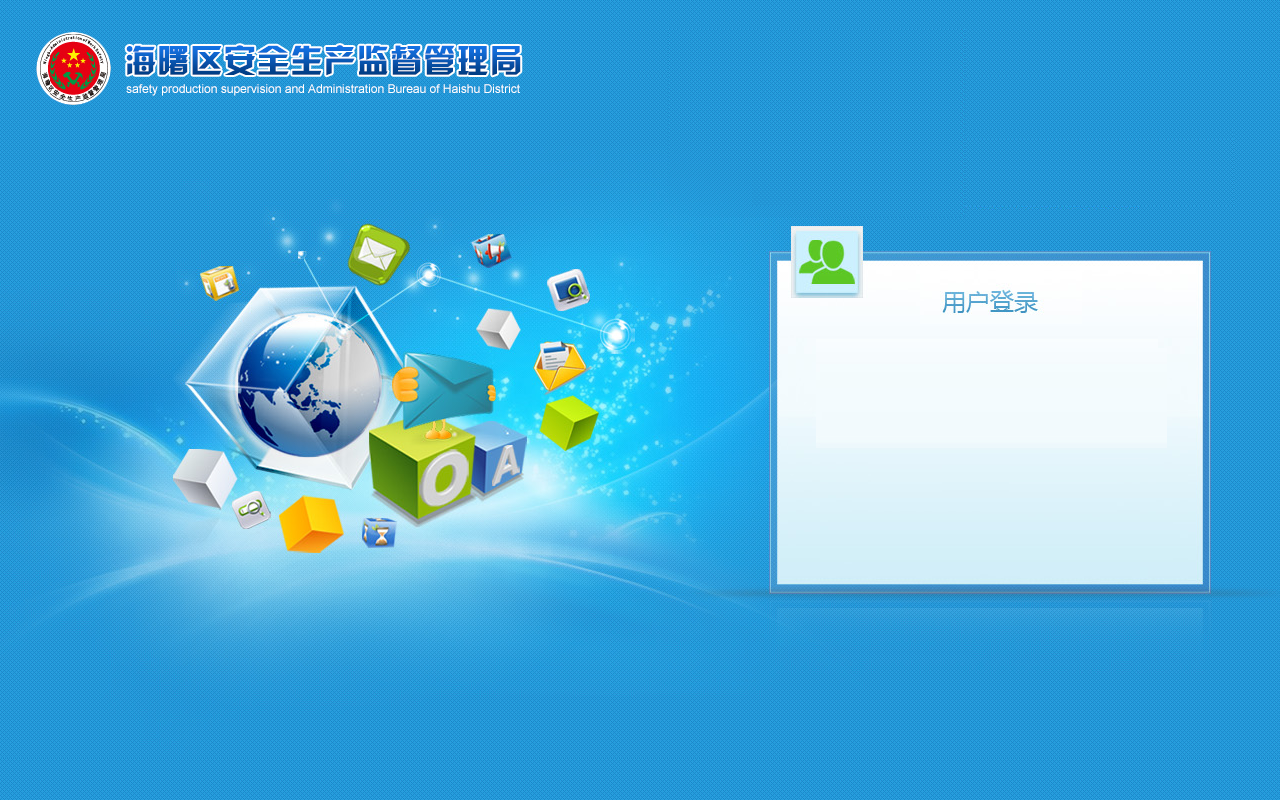 海曙区安全生产监督管理局
safety production supervision and Administration Bureau of Haishu District
用户登录
O A